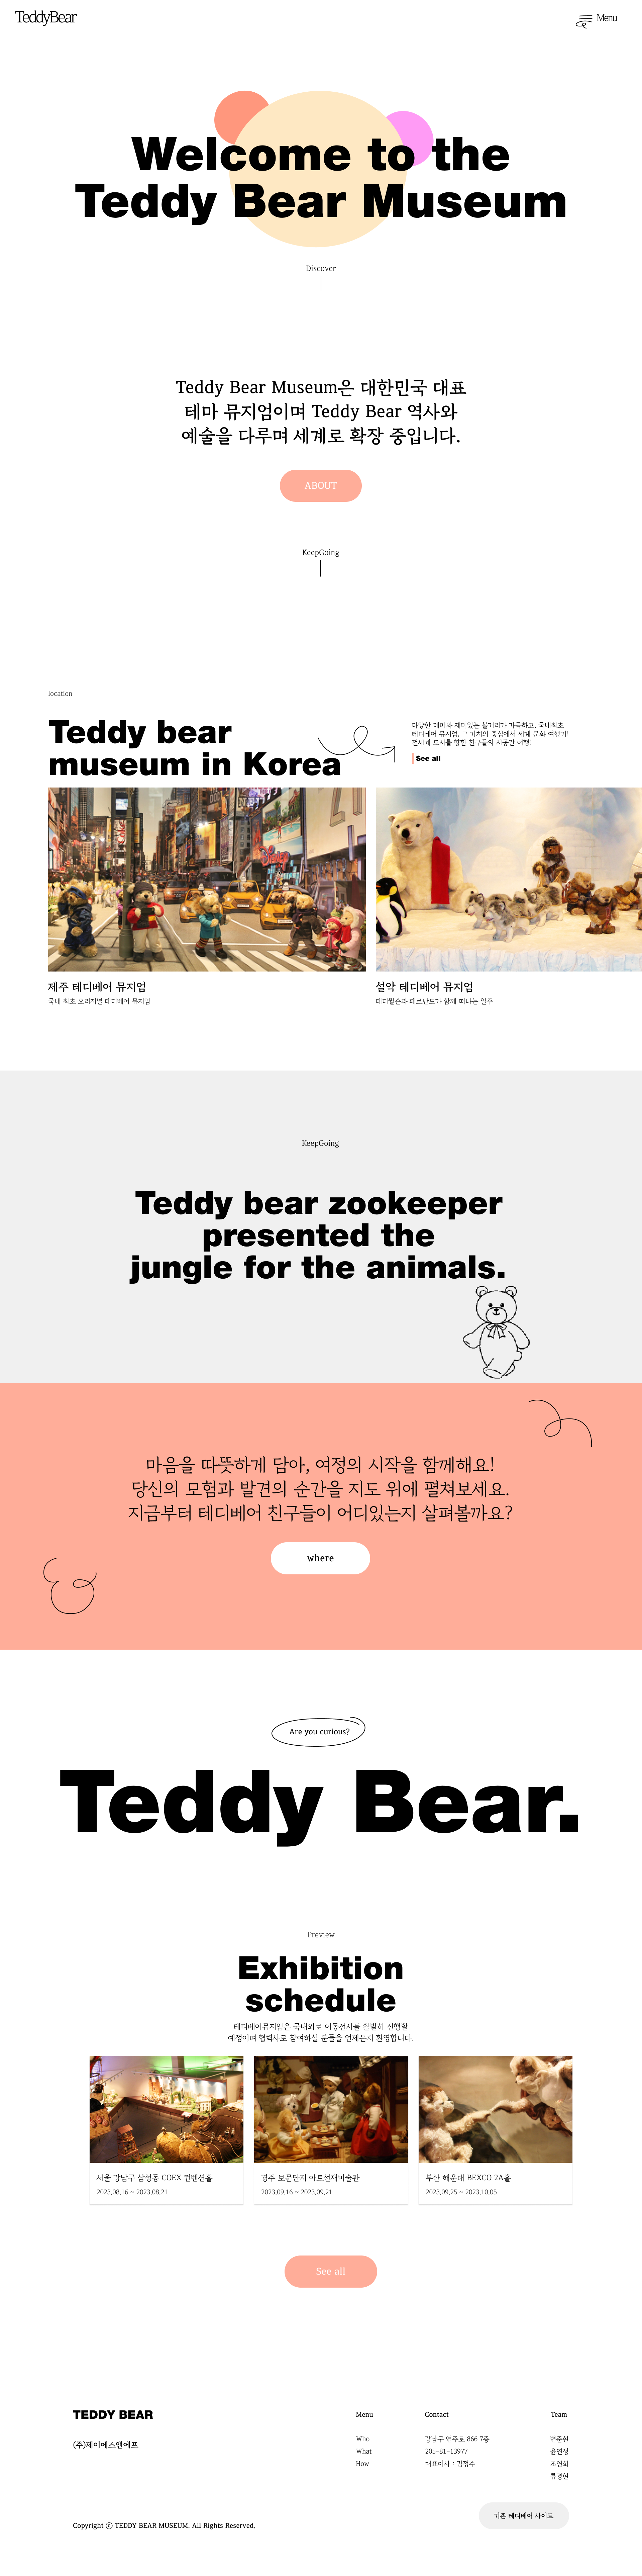 TeddyBear
Menu
Welcome to the
Teddy Bear Museum
Discover
Teddy Bear Museum은 대한민국 대표
테마 뮤지엄이며 Teddy Bear 역사와
예술을 다루며 세계로 확장 중입니다.
ABOUT
KeepGoing
location
Teddy bear
museum in Korea
다양한 테마와 재미있는 볼거리가 가득하고, 국내최초
테디베어 뮤지엄, 그 가치의 중심에서 세계 문화 여행기!
전세계 도시를 향한 친구들의 시공간 여행!
See all
제주 테디베어 뮤지엄
국내 최초 오리지널 테디베어 뮤지엄
설악 테디베어 뮤지엄
테디월슨과 페르난도가 함께 떠나는 일주
KeepGoing
Teddy bear zookeeper
presented the
jungle for the animals.
마음을 따뜻하게 담아, 여정의 시작을 함께해요!
당신의 모험과 발견의 순간을 지도 위에 펼쳐보세요.
지금부터 테디베어 친구들이 어디있는지 살펴볼까요?
where
Are you curious?
Teddy Bear.
Preview
Exhibition
schedule
테디베어뮤지엄은 국내외로 이동전시를 활발히 진행할
예정이며 협력사로 참여하실 분들을 언제든지 환영합니다.
서울 강남구 삼성동 COEX 컨벤션홀
2023.08.16 ~ 2023.08.21
경주 보문단지 아트선재미술관
2023.09.16 ~ 2023.09.21
부산 해운대 BEXCO 2A홀
2023.09.25 ~ 2023.10.05
See all
TEDDY BEAR
(주)제이에스앤에프
Menu
Who
What
How
Contact
강남구 언주로 866 7층
205-81-13977
대표이사 : 김정수
Team
변준현
윤연정
조연희
류경현
기존 테디베어 사이트
Copyright ⓒ TEDDY BEAR MUSEUM. All Rights Reserved.